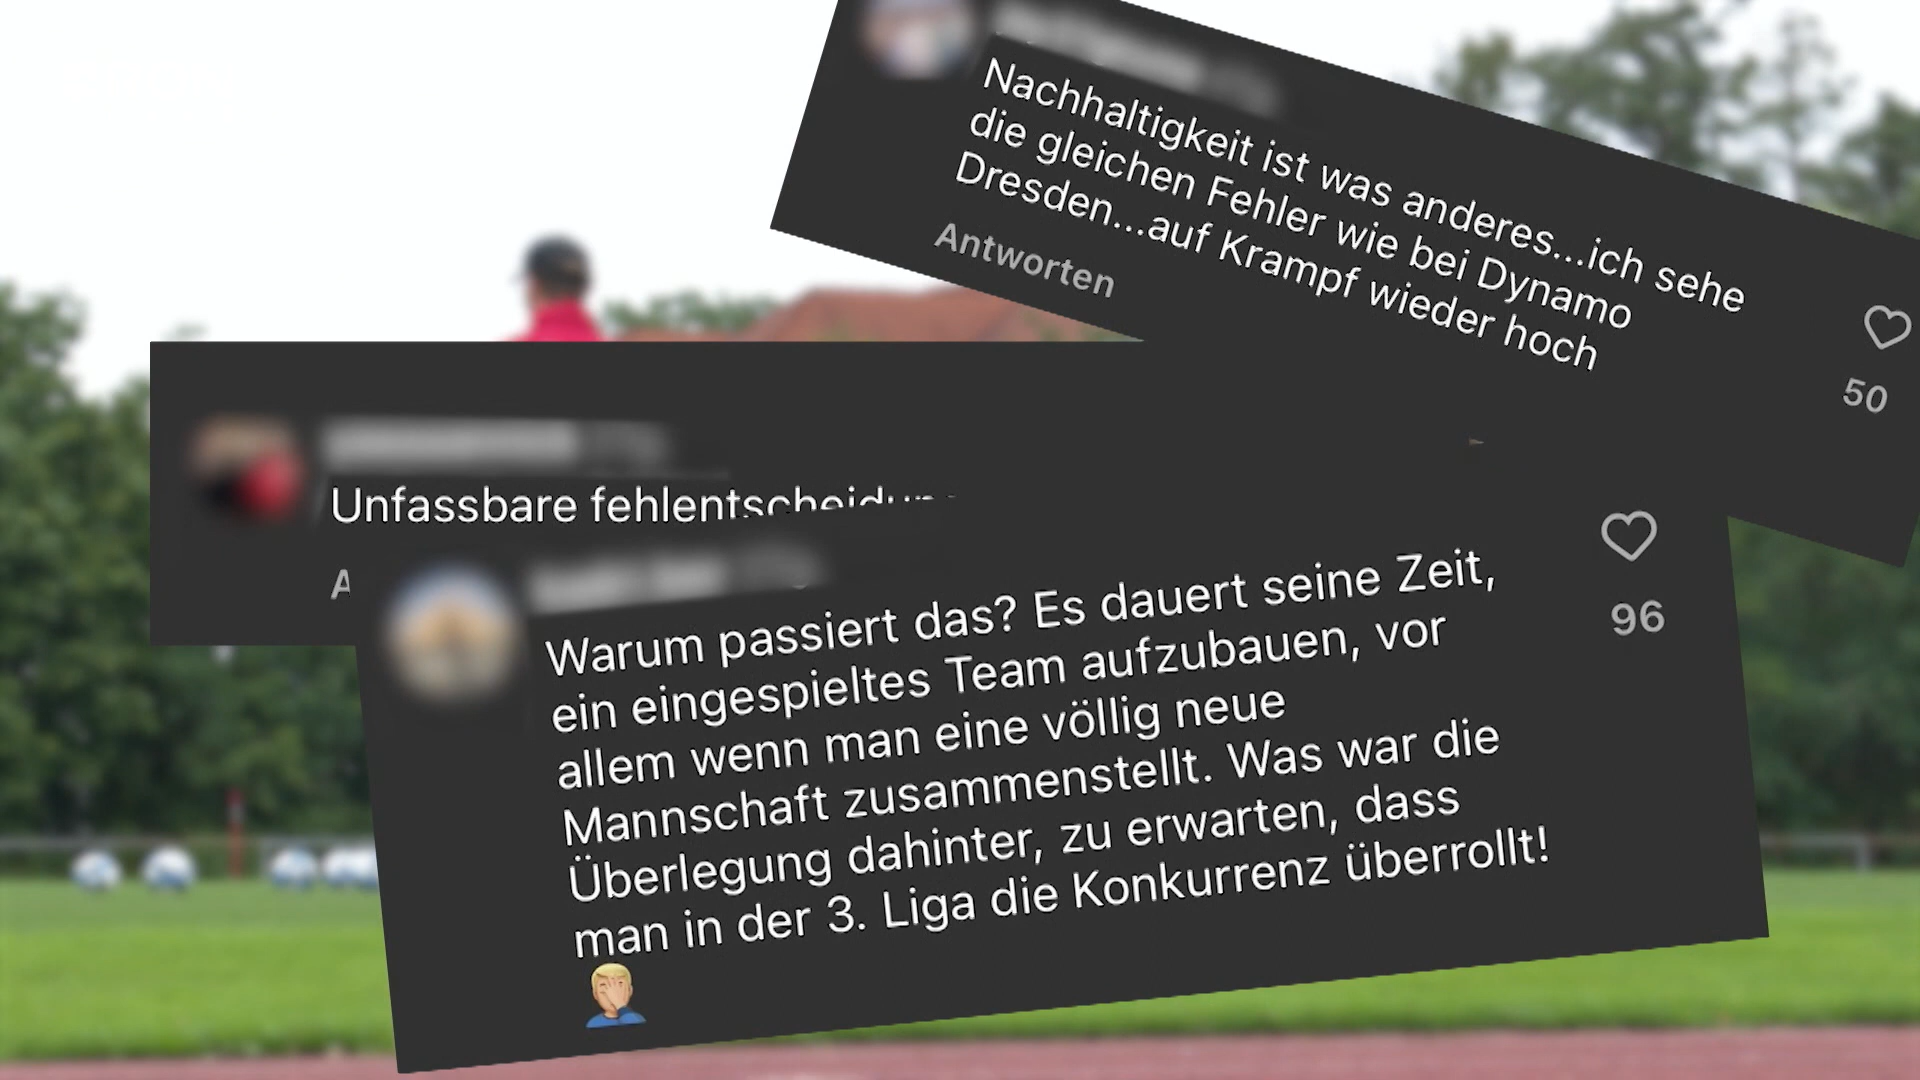 Nachhaltigkeit ist was anderes...ich sehe
die gleichen Fehler wie bei Dynamo
Dresden...auf Krampf wieder hoch
Antworten
50
Unfassbare
Warum passiert das? Es dauert seine Zeit,
ein eingespieltes Team aufzubauen, vor
allem wenn man eine völlig neue
Mannschaft zusammenstellt. Was war die
Überlegung dahinter, zu erwarten, dass
man in der 3. Liga die Konkurrenz überrollt!
🤦🏼‍♂️
96